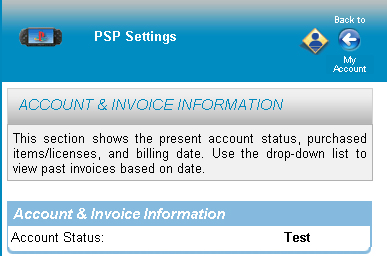 Back to
PSP Settings
My
Account
ACCOUNT & INVOICE INFORMATION
This section shows the present account status, purchased
items/licenses, and billing date. Use the drop-down list to
view past invoices based on date.
Account & Invoice Information
Account Status: Test